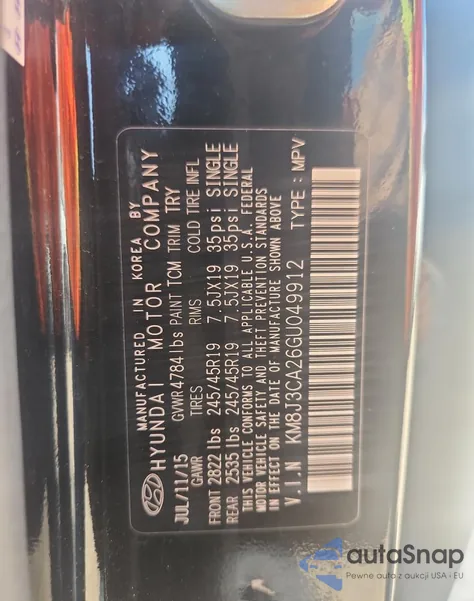 MANUFACTURED IN KOREA BY
HYUNDAI MOTOR COMPANY
JUL/11/15 GVWR 4784 lbs PAINT TCM TRIM TRY
GAWR TIRES RIMS COLD TIRE INFL
FRONT 2822 lbs 245/45R19 7.5JX19 35psi SINGLE
REAR 2535 lbs 245/45R19 7.5JX19 35psi SINGLE
THIS VEHICLE CONFORMS TO ALL APPLICABLE U.S.A. FEDERAL
MOTOR VEHICLE SAFETY AND THEFT PREVENTION STANDARDS
IN EFFECT ON THE DATE OF MANUFACTURE SHOWN ABOVE
V.I.N KM8J3CA26GU049912 TYPE : MPV
autoSnap
Pewne auta z aukcji USA i EU